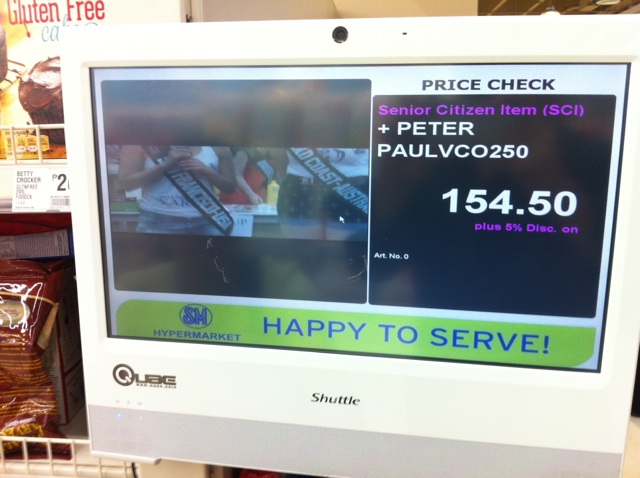 Gluten Free
BETTY
CROCKER
PRICE CHECK
Senior Citizen Item (SCI)
+ PETER
PAULVCO250
154.50
plus 5% Disc. on
Art. No. 0
SM
HYPERMARKET
HAPPY TO SERVE!
QUBE
Shuttle